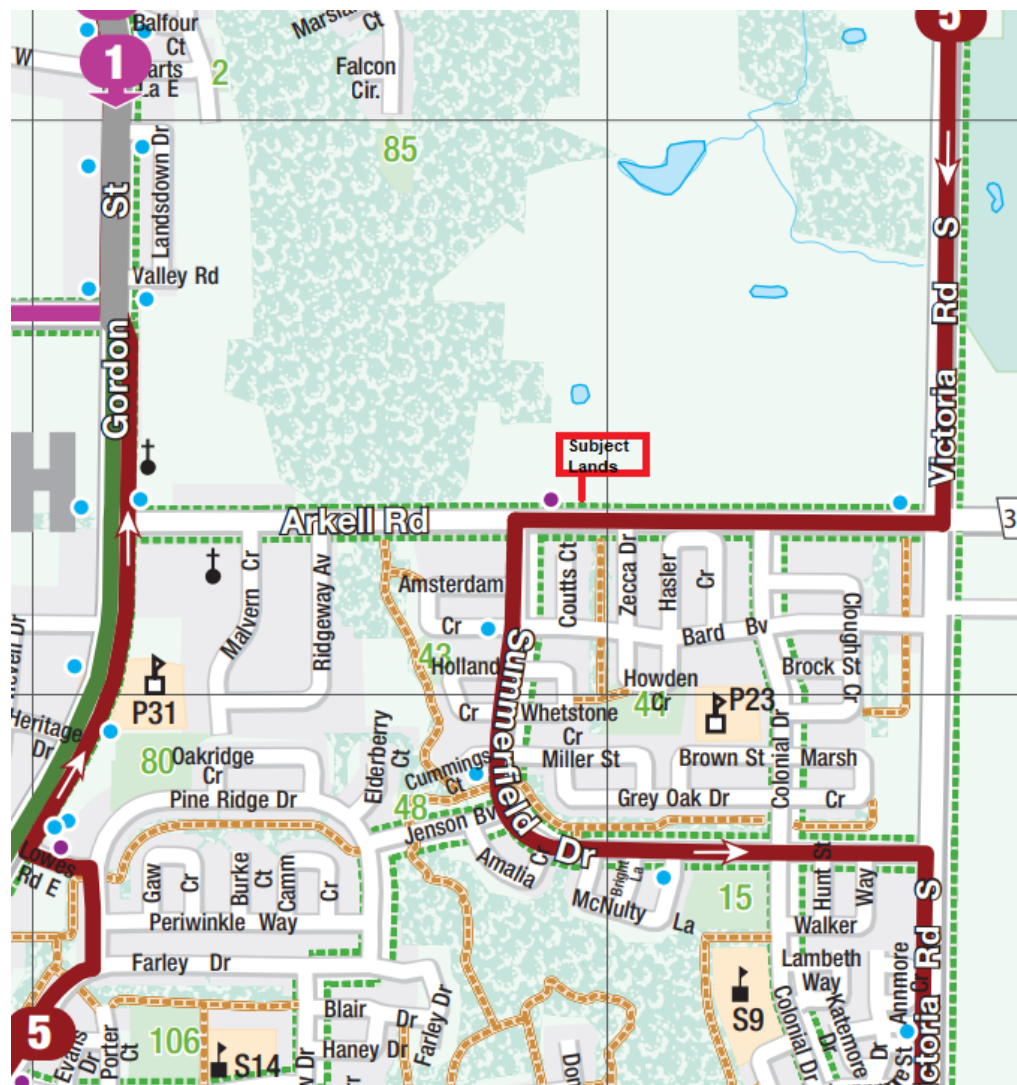 Balfour
Ct
Marsha
Ct
5
W
1
arts
La E
2
Falcon
Cir.
85
Landsdown Dr
St
S
Valley Rd
Rd
Gordon
Victoria
Subject
Lands
H
Arkell Rd
3
Malvern Cr
Ridgeway Av
Amsterdam
Cr
Coutts Ct
Zecca Dr
Hasler
Cr
Clough
Cr
Bard Bv
43
Holland
Cr
Summerfield
Dr
Howden
Cr
44
Brock St
P31
P23
Heritage
Dr
Whetstone
Cr
80
Oakridge
Cr
Elderberry
Ct
Miller St
Brown St
Colonial Dr
Marsh
Cr
Cummings
Ct
Pine Ridge Dr
48
Grey Oak Dr
Jenson Bv
Lowes
Rd E
Gaw
Cr
Burke
Ct
Camm
Cr
Amalia
Cr
Bright
La
Hunt St
Way
McNulty
La
15
Periwinkle Way
Walker
S
Rd
Farley Dr
Lambeth
Way
Annmore
Cr
Blair
Dr
Farley Dr
S9
Colonial Dr
Katemore
Dr
5
Evans
Dr
Porter
Ct
106
S14
Haney Dr
Dr
ctoria